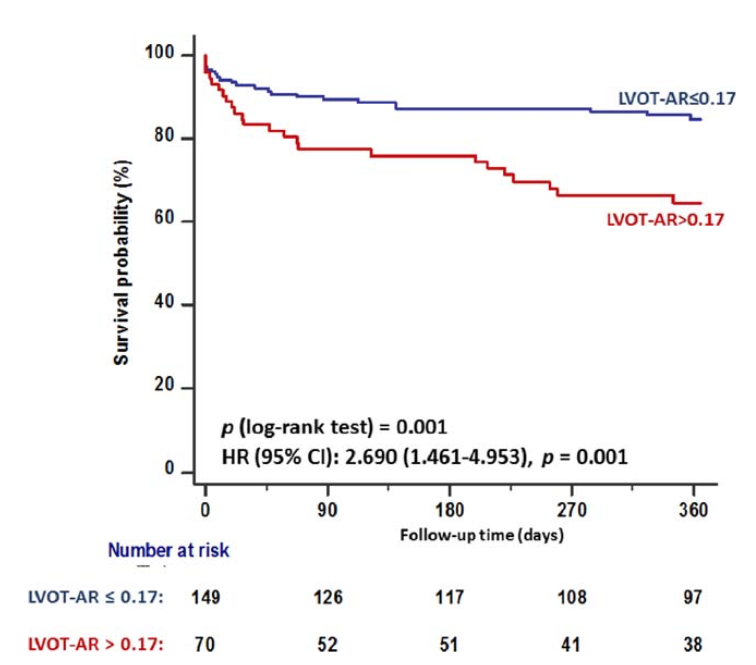 100
80
60
40
20
0
Survival probability (%)
LVOT-AR≤0.17
LVOT-AR>0.17
p (log-rank test) = 0.001
HR (95% CI): 2.690 (1.461-4.953), p = 0.001
0 90 180 270 360
Follow-up time (days)
Number at risk
LVOT-AR ≤ 0.17: 149 126 117 108 97
LVOT-AR > 0.17: 70 52 51 41 38